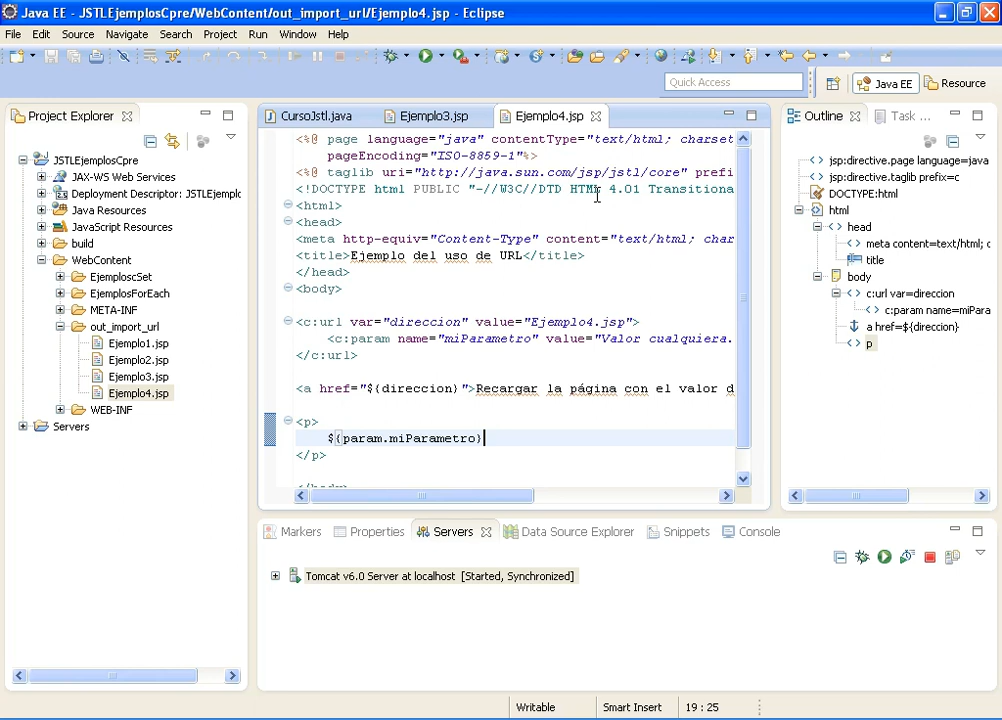 Java EE - JSTLEjemplosCpre/WebContent/out_import_url/Ejemplo4.jsp - Eclipse
File Edit Source Navigate Search Project Run Window Help
Quick Access
Java EE
Resource
Project Explorer
JSTLEjemplosCpre
JAX-WS Web Services
Deployment Descriptor: JSTLEjemplo
Java Resources
JavaScript Resources
build
WebContent
EjemploscSet
EjemplosForEach
META-INF
out_import_url
Ejemplo1.jsp
Ejemplo2.jsp
Ejemplo3.jsp
Ejemplo4.jsp
WEB-INF
Servers
CursoJstl.java
Ejemplo3.jsp
Ejemplo4.jsp
<%@ page language="java" contentType="text/html; charset
pageEncoding="ISO-8859-1"%>
<%@ taglib uri="http://java.sun.com/jsp/jstl/core" prefi
<!DOCTYPE html PUBLIC "-//W3C//DTD HTML 4.01 Transitiona
<html>
<head>
<meta http-equiv="Content-Type" content="text/html; char
<title>Ejemplo del uso de URL</title>
</head>
<body>
<c:url var="direccion" value="Ejemplo4.jsp">
<c:param name="miParametro" value="Valor cualquiera.
</c:url>
<a href="${direccion}">Recargar la página con el valor d
<p>
${param.miParametro}
</p>
</body>
Outline
Task ...
jsp:directive.page language=java
jsp:directive.taglib prefix=c
DOCTYPE:html
html
head
meta content=text/html; c
title
body
c:url var=direccion
c:param name=miPara
a href=${direccion}
p
Markers
Properties
Servers
Data Source Explorer
Snippets
Console
Tomcat v6.0 Server at localhost [Started, Synchronized]
Writable
Smart Insert
19 : 25